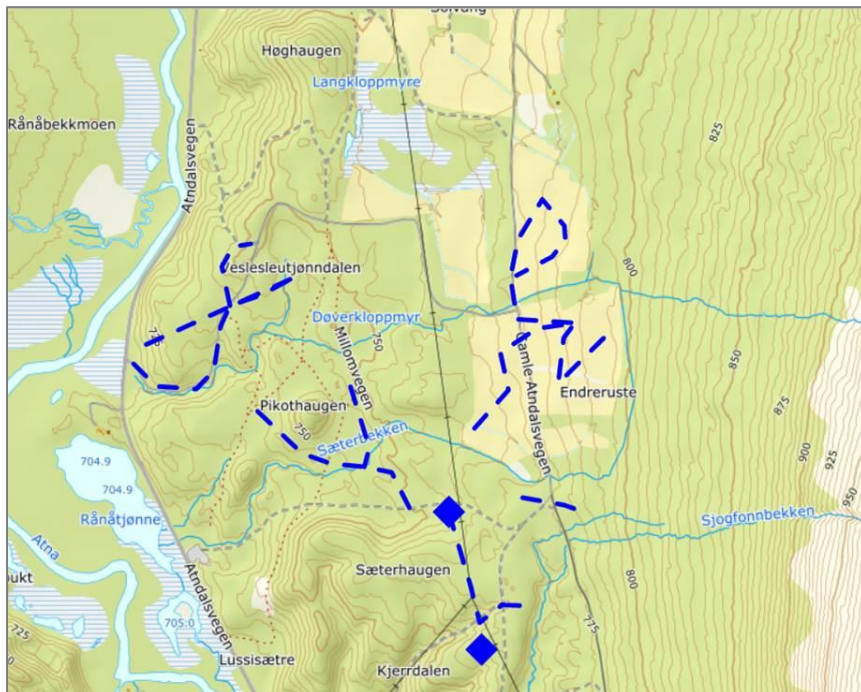 Solvang
Høghaugen
Langkloppmyre
Rånåbekkmoen
Atndalsvegen
825
Veslesleutjønndalen
800
Døverkloppmyr
750
Millomvegen
Gamle-Atndalsvegen
850
Endreruste
Pikothaugen
750
875
Sæterbekken
900
925
950
704.9
704.9
Rånåtjønne
Sjogfonnbekken
Atna
Atndalsvegen
Sæterhaugen
800
705.0
775
725
Lussisætre
Kjerrdalen